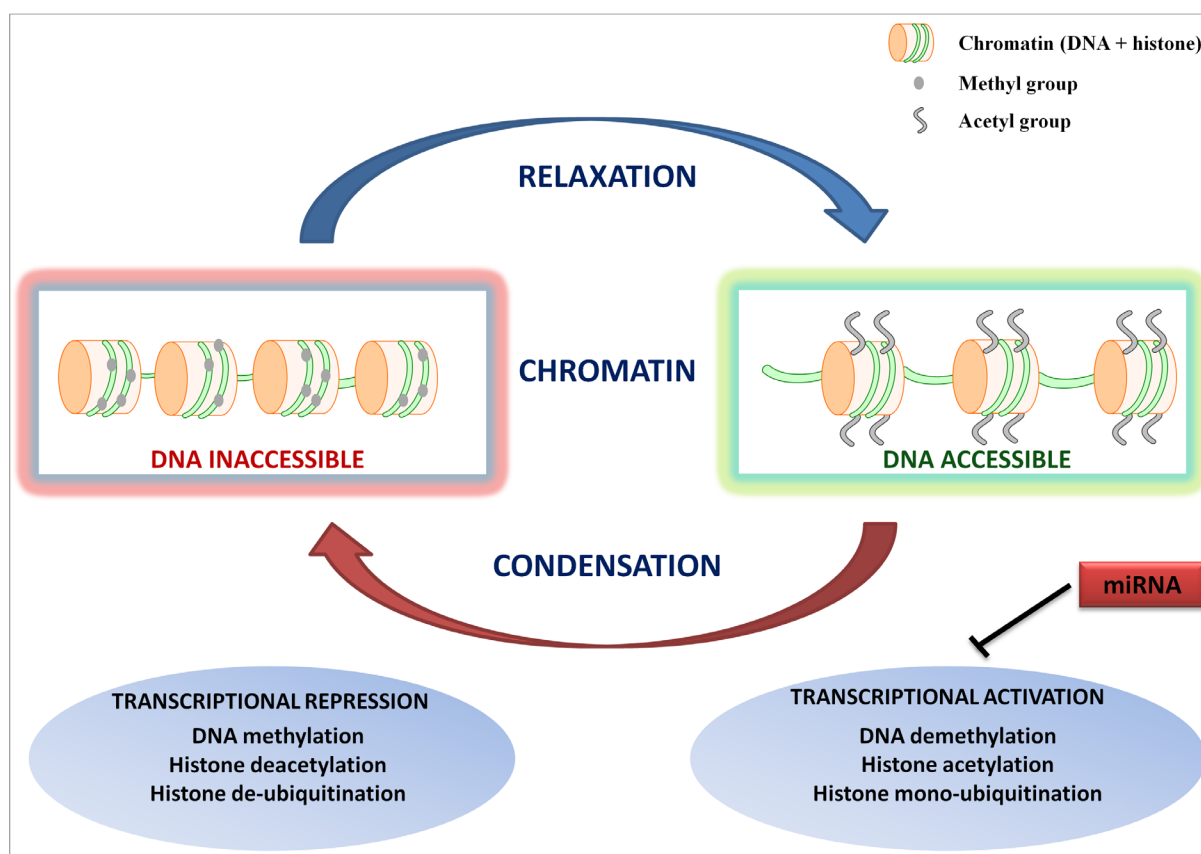 Chromatin (DNA + histone)
Methyl group
Acetyl group
RELAXATION
CHROMATIN
DNA INACCESSIBLE
DNA ACCESSIBLE
CONDENSATION
miRNA
TRANSCRIPTIONAL REPRESSION
DNA methylation
Histone deacetylation
Histone de-ubiquitination
TRANSCRIPTIONAL ACTIVATION
DNA demethylation
Histone acetylation
Histone mono-ubiquitination